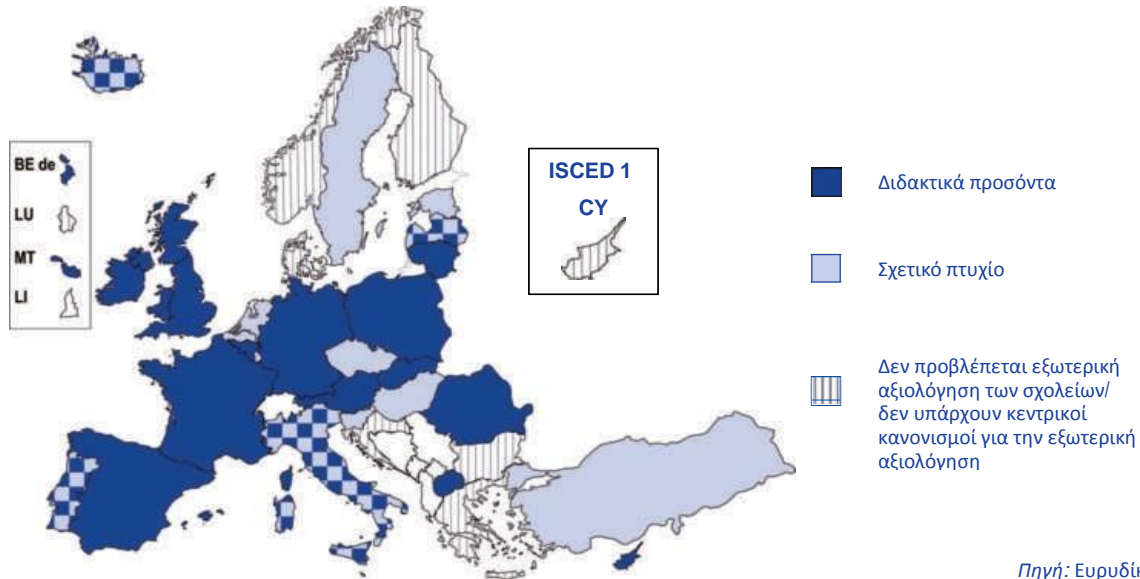 BE de
LU
MT
LI
ISCED 1
CY
Διδακτικά προσόντα
Σχετικό πτυχίο
Δεν προβλέπεται εξωτερική
αξιολόγηση των σχολείων/
δεν υπάρχουν κεντρικοί
κανονισμοί για την εξωτερική
αξιολόγηση
Πηγή: